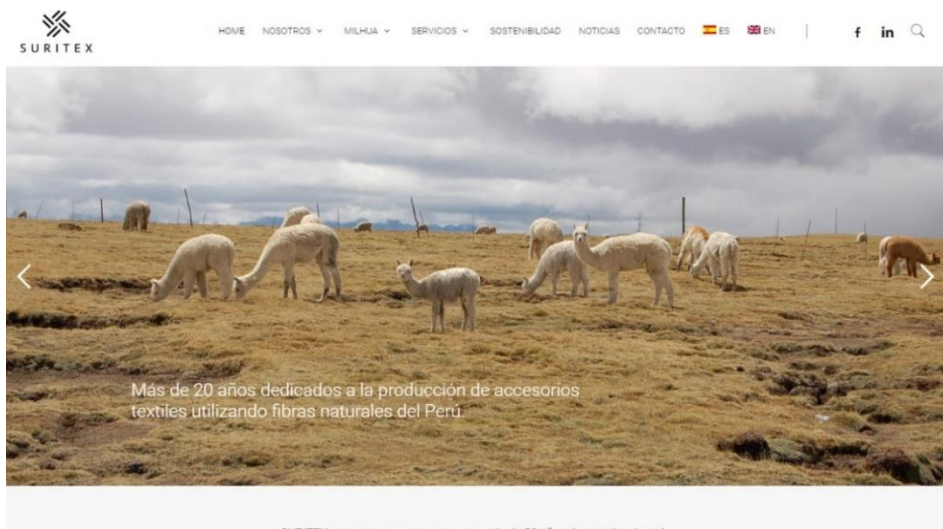 SURITEX
HOME NOSOTROS MILHUA SERVICIOS SOSTENIBILIDAD NOTICIAS CONTACTO ES EN f in
Más de 20 años dedicados a la producción de accesorios
textiles utilizando fibras naturales del Perú.